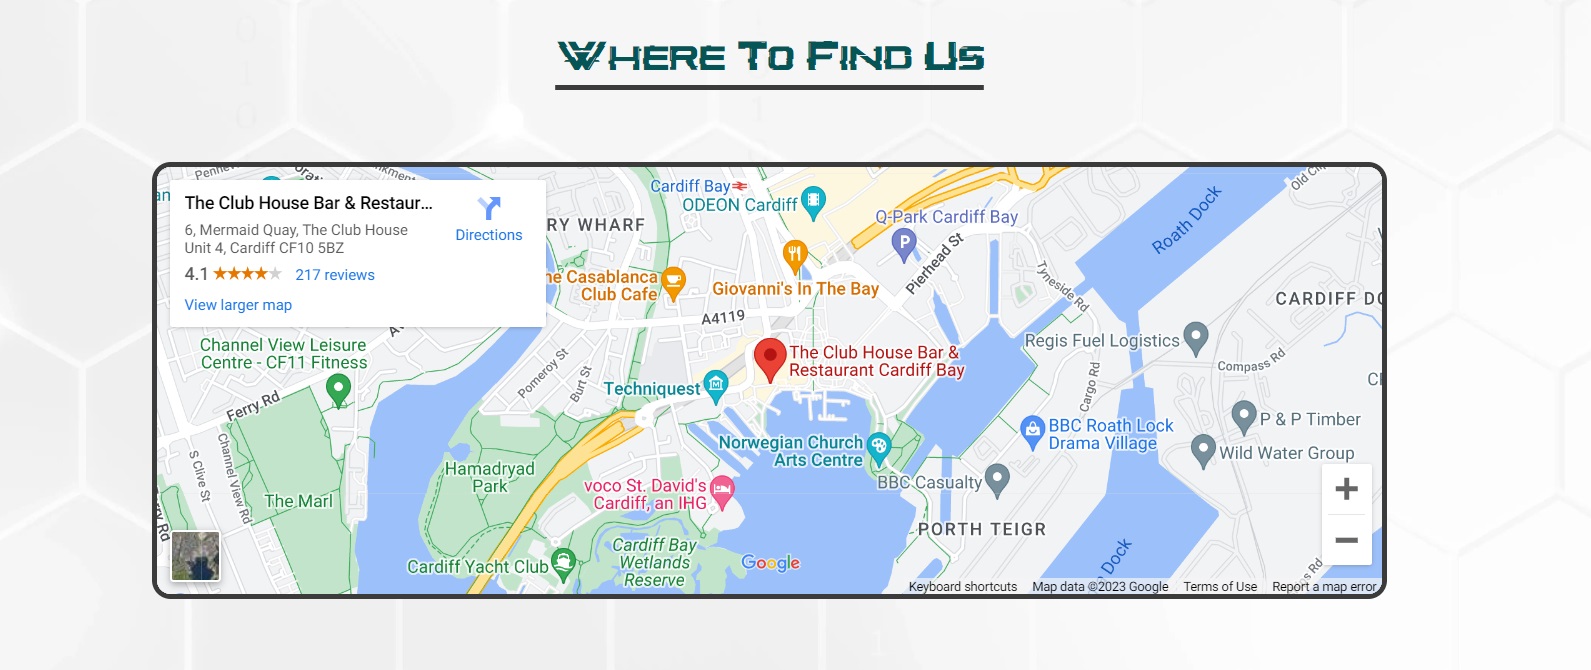 Where To Find Us
The Club House Bar & Restaur...
6, Mermaid Quay, The Club House
Unit 4, Cardiff CF10 5BZ
4.1
217 reviews
View larger map
Directions
Cardiff Bay
ODEON Cardiff
RY WHARF
Q-Park Cardiff Bay
Pierhead St
Roath Dock
Tyneside Rd
CARDIFF DO
he Casablanca
Club Cafe
Giovanni's In The Bay
A4119
Channel View Leisure
Centre - CF11 Fitness
The Club House Bar &
Restaurant Cardiff Bay
Regis Fuel Logistics
Compass Rd
Cargo Rd
Pomeroy St
Burt St
Techniquest
Ferry Rd
P & P Timber
BBC Roath Lock
Drama Village
Wild Water Group
Norwegian Church
Arts Centre
S Clive St
Channel View Rd
Hamadryad
Park
The Marl
voco St. David's
Cardiff, an IHG
BBC Casualty
PORTH TEIGR
Cardiff Bay
Wetlands
Reserve
Cardiff Yacht Club
Google
Dock
Keyboard shortcuts
Map data ©2023 Google
Terms of Use
Report a map error